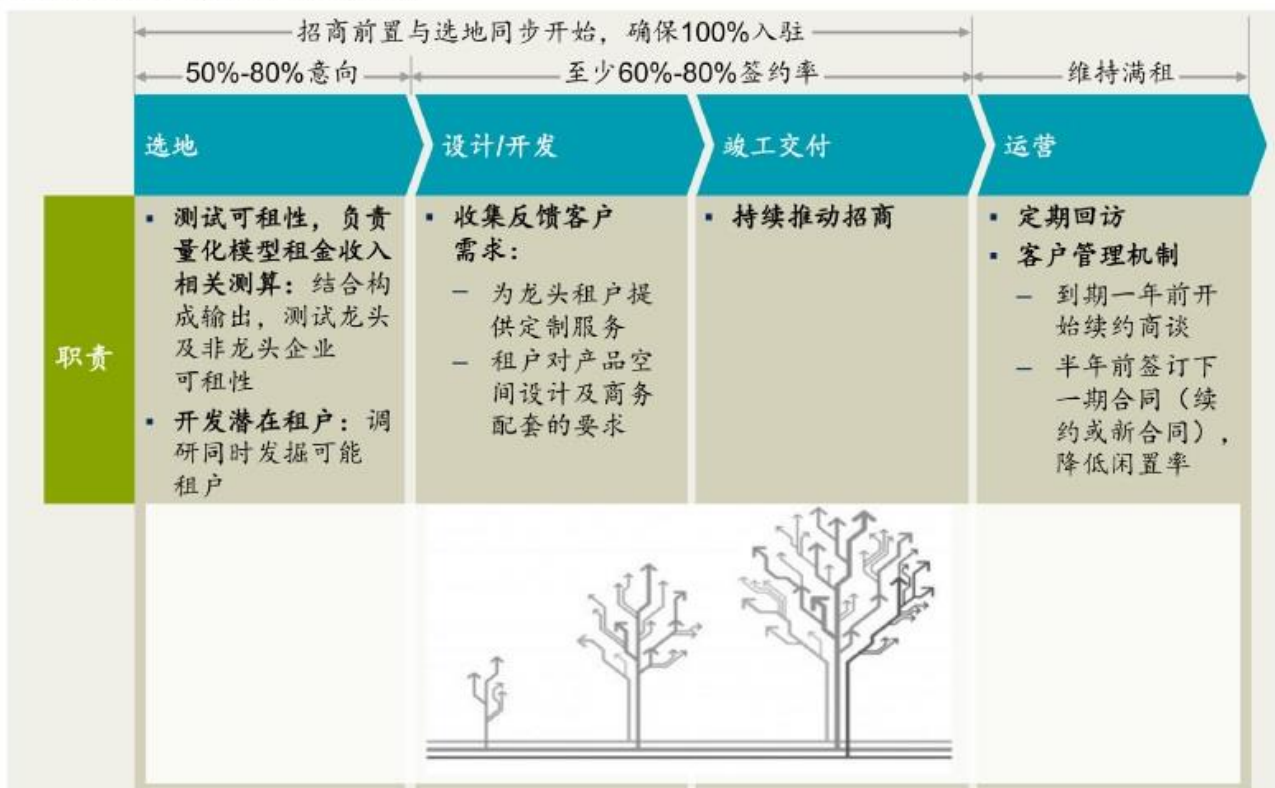 招商前置与选地同步开始，确保100%入驻
50%-80%意向
至少60%-80%签约率
维持满租
选地
设计/开发
竣工交付
运营
职责
▪ 测试可租性，负责
量化模型租金收入
相关测算：结合构
成输出，测试龙头
及非龙头企业
可租性
▪ 开发潜在租户：调
研同时发掘可能
租户
▪ 收集反馈客户
需求：
– 为龙头租户提
供定制服务
– 租户对产品空
间设计及商务
配套的要求
▪ 持续推动招商
▪ 定期回访
▪ 客户管理机制
– 到期一年前开
始续约商谈
– 半年前签订下
一期合同（续
约或新合同），
降低闲置率